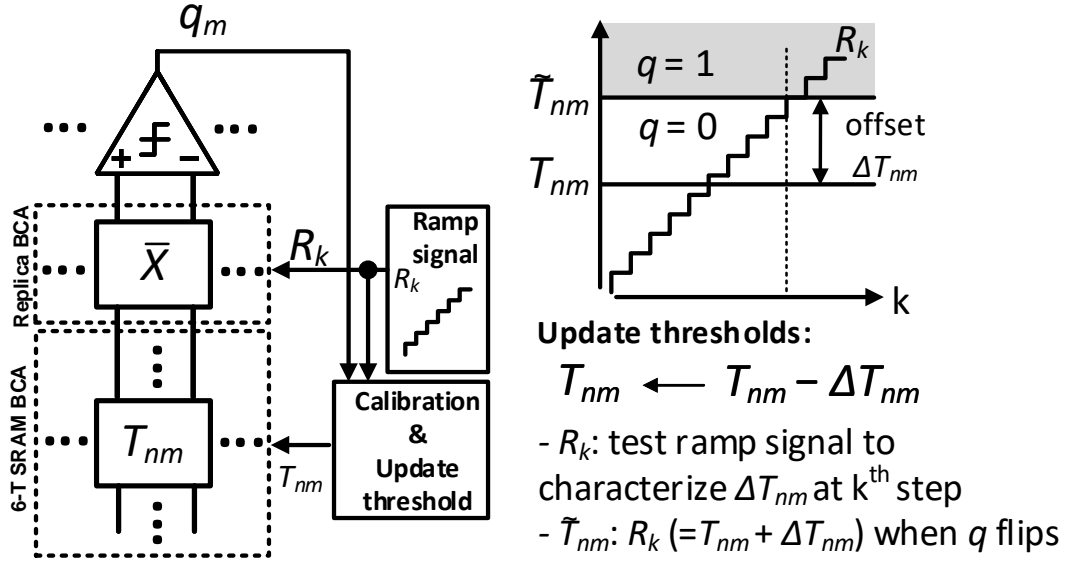 q_m
+ −
Replica BCA
X̅
R_k
Ramp
signal
R_k
6-T SRAM BCA
T_nm
T_nm
Calibration
&
Update
threshold
R_k
q = 1
T̃_nm
q = 0
offset
T_nm
ΔT_nm
k
Update thresholds:
T_nm ← T_nm − ΔT_nm
- R_k: test ramp signal to
characterize ΔT_nm at k^th step
- T̃_nm: R_k (=T_nm + ΔT_nm) when q flips